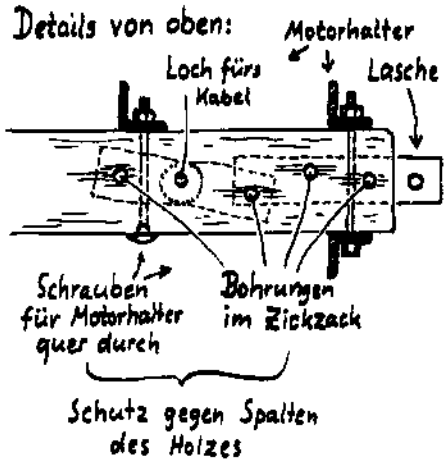 Details von oben:
Motorhalter
Loch fürs
Kabel
Lasche
Schrauben
für Motorhalter
quer durch
Bohrungen
im Zickzack
Schutz gegen Spalten
des Holzes